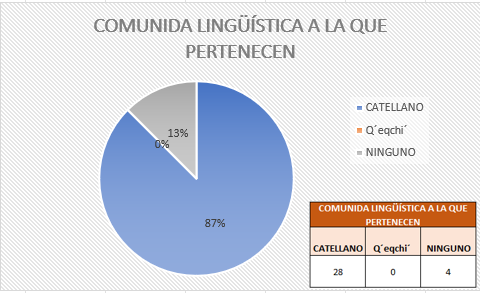 COMUNIDA LINGÜÍSTICA A LA QUE
PERTENECEN
13%
0%
87%
CATELLANO
Q´eqchi´
NINGUNO
COMUNIDA LINGÜÍSTICA A LA QUE
PERTENECEN
CATELLANO Q´eqchi´ NINGUNO
28 0 4